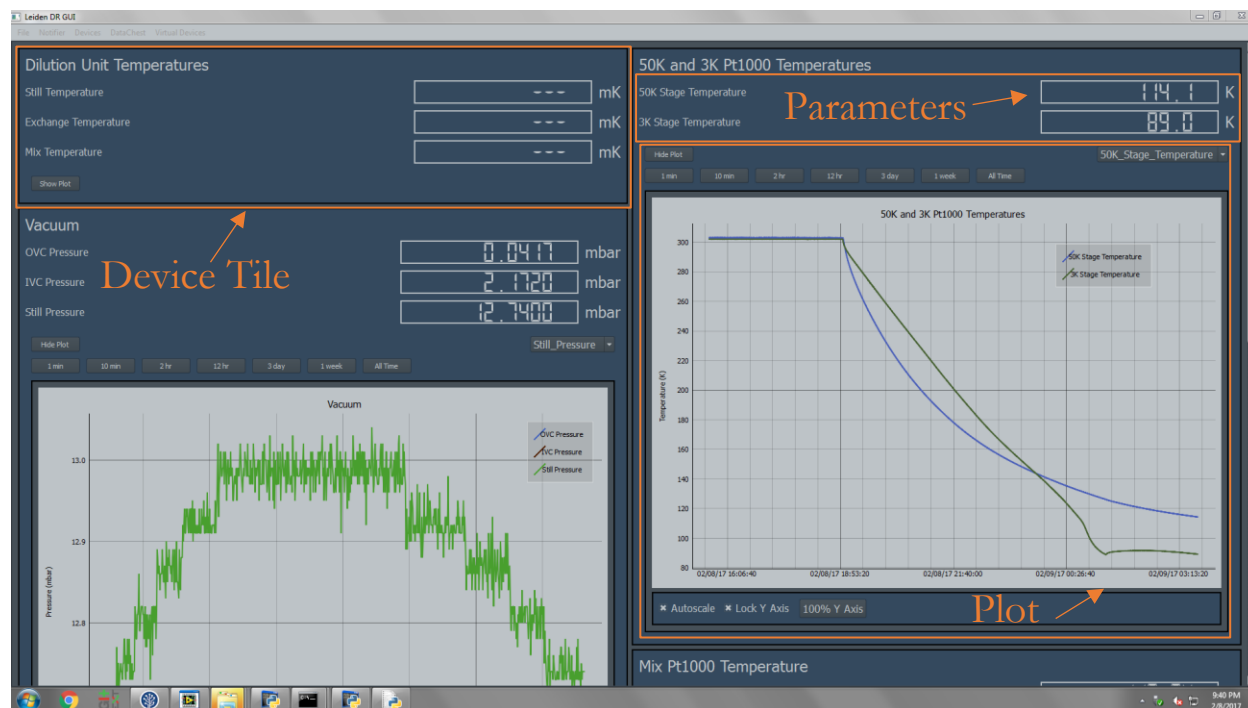 Leiden DR GUI
File Notifier Devices DataChest Virtual Devices
Dilution Unit Temperatures
Still Temperature --- mK
Exchange Temperature --- mK
Mix Temperature --- mK
Show Plot
Device Tile
Vacuum
OVC Pressure 0.0417 mbar
IVC Pressure 2.1720 mbar
Still Pressure 12.7400 mbar
Hide Plot Still_Pressure
1 min 10 min 2 hr 12 hr 3 day 1 week All Time
Vacuum
OVC Pressure
IVC Pressure
Still Pressure
13.0
12.9
12.8
Pressure (mbar)
50K and 3K Pt1000 Temperatures
50K Stage Temperature 114.1 K
3K Stage Temperature 89.0 K
Parameters
Hide Plot 50K_Stage_Temperature
1 min 10 min 2 hr 12 hr 3 day 1 week All Time
50K and 3K Pt1000 Temperatures
50K Stage Temperature
3K Stage Temperature
300
280
260
240
220
200
180
160
140
120
100
80
Temperature (K)
02/08/17 16:06:40 02/08/17 18:53:20 02/08/17 21:40:00 02/09/17 00:26:40 02/09/17 03:13:20
Autoscale Lock Y Axis 100% Y Axis
Plot
Mix Pt1000 Temperature
9:40 PM
2/8/2017